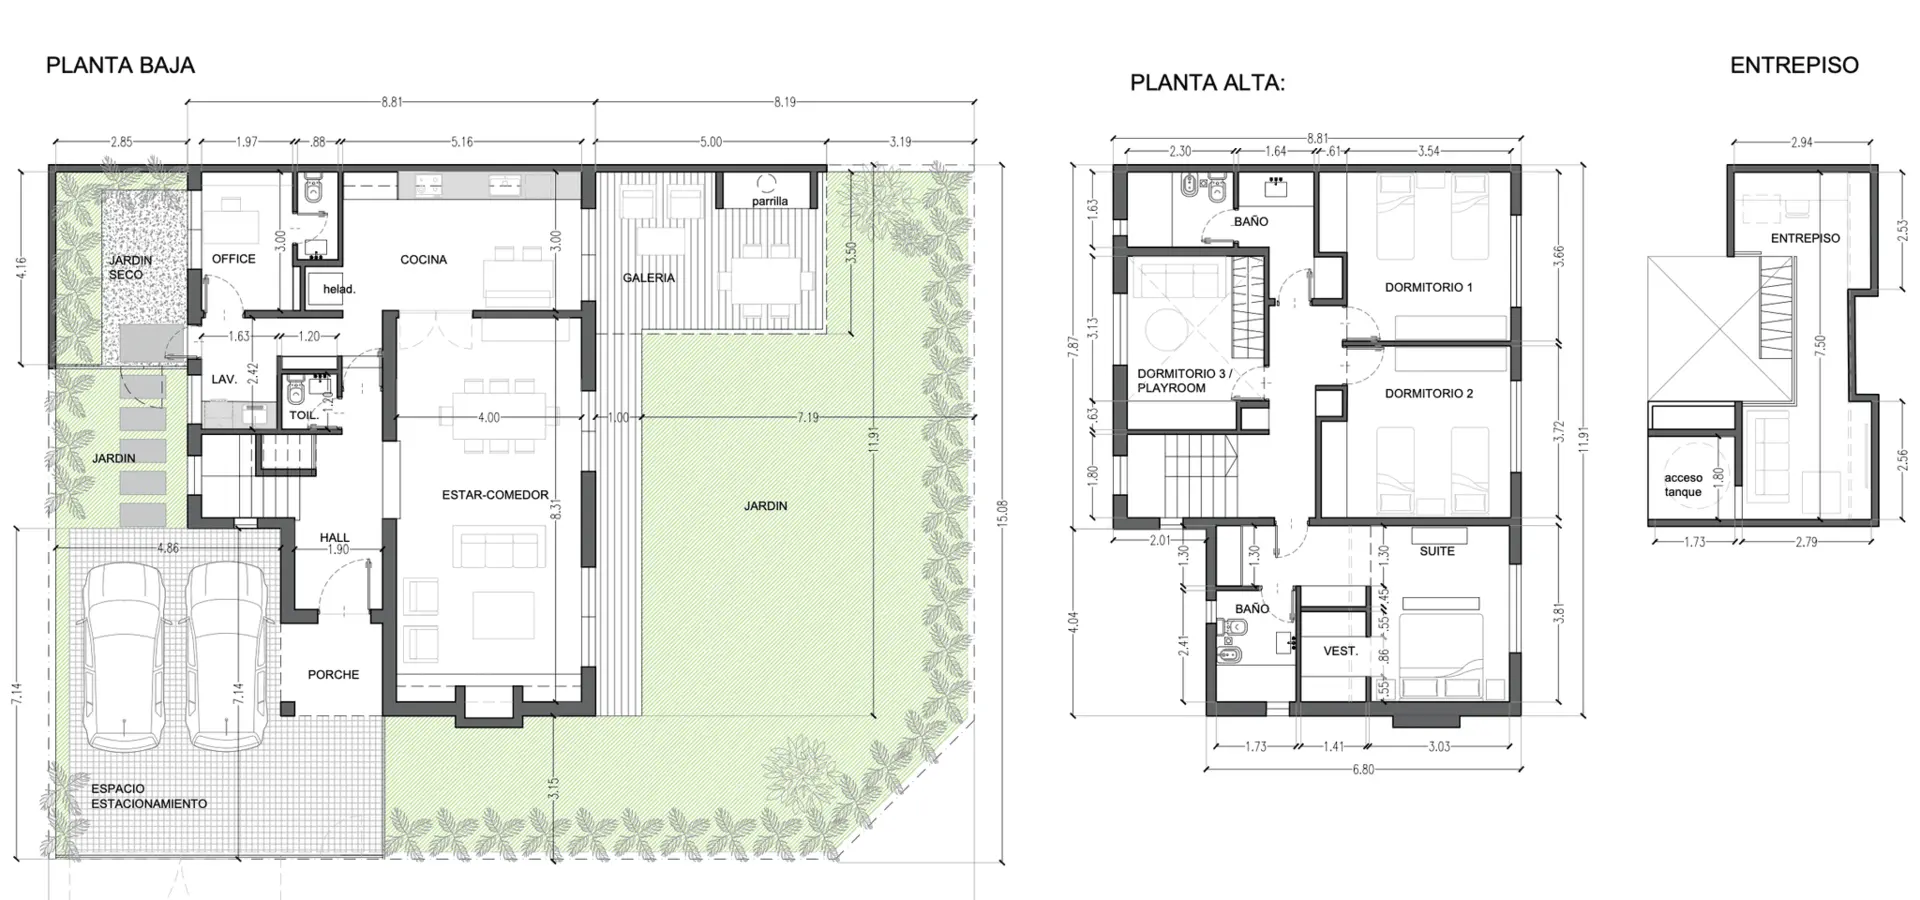 PLANTA BAJA
8.81
8.19
2.85
1.97
.88
5.16
5.00
3.19
4.16
JARDIN
SECO
OFFICE
3.00
helad.
COCINA
3.00
GALERIA
parrilla
3.50
1.63
1.20
LAV.
2.42
TOIL.
1.20
4.00
1.00
7.19
11.91
JARDIN
ESTAR-COMEDOR
8.31
JARDIN
15.08
HALL
1.90
4.86
7.14
7.14
PORCHE
ESPACIO
ESTACIONAMIENTO
3.15
PLANTA ALTA:
8.81
2.30
1.64
.61
3.54
1.63
BAÑO
DORMITORIO 1
3.66
7.87
3.13
DORMITORIO 3 /
PLAYROOM
DORMITORIO 2
.63
3.72
11.91
1.80
2.01
1.30
1.30
1.30
SUITE
4.04
2.41
BAÑO
VEST.
.45
.55
.86
.55
3.81
1.73
1.41
3.03
6.80
ENTREPISO
2.94
ENTREPISO
2.53
7.50
acceso
tanque
1.80
2.56
1.73
2.79